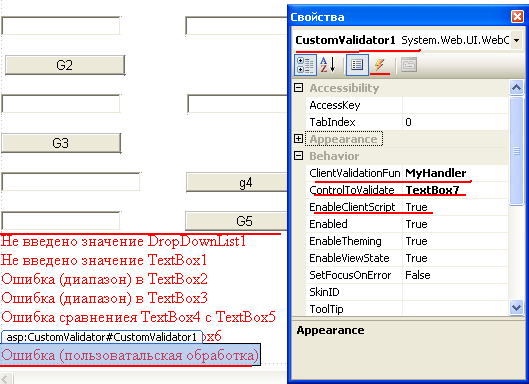 G2
G3
g4
G5
Не введено значение DropDownList1
Не введено значение TextBox1
Ошибка (диапазон) в TextBox2
Ошибка (диапазон) в TextBox3
Ошибка сравнениея TextBox4 с TextBox5
asp:CustomValidator#CustomValidator1 ox6
Ошибка (пользоватальская обработка)
Свойства
CustomValidator1 System.Web.UI.WebC
Accessibility
AccessKey
TabIndex 0
Appearance
Behavior
ClientValidationFun MyHandler
ControlToValidate TextBox7
EnableClientScript True
Enabled True
EnableTheming True
EnableViewState True
SetFocusOnError False
SkinID
ToolTip
Appearance